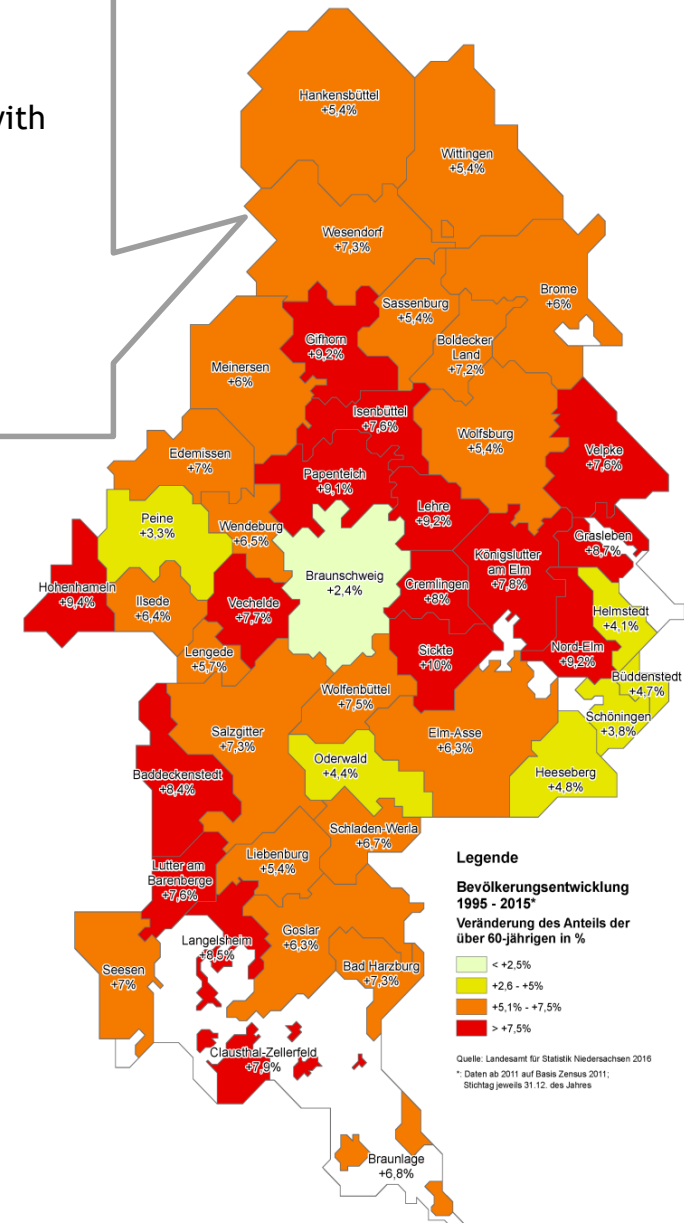 with
Hankensbüttel
+5,4%
Wittingen
+5,4%
Wesendorf
+7,3%
Brome
+6%
Sassenburg
+5,4%
Gifhorn
+9,2%
Boldecker
Land
+7,2%
Meinersen
+6%
Isenbüttel
+7,6%
Wolfsburg
+5,4%
Velpke
+7,6%
Edemissen
+7%
Papenteich
+9,1%
Lehre
+9,2%
Peine
+3,3%
Wendeburg
+6,5%
Grasleben
+8,7%
Königslutter
am Elm
+7,8%
Braunschweig
+2,4%
Cremlingen
+8%
Hohenhameln
+9,4%
Ilsede
+6,4%
Vechelde
+7,7%
Helmstedt
+4,1%
Sickte
+10%
Nord-Elm
+9,2%
Lengede
+5,7%
Büddenstedt
+4,7%
Wolfenbüttel
+7,5%
Schöningen
+3,8%
Salzgitter
+7,3%
Elm-Asse
+6,3%
Oderwald
+4,4%
Baddeckenstedt
+8,4%
Heeseberg
+4,8%
Schladen-Werla
+6,7%
Liebenburg
+5,4%
Lutter am
Barenberge
+7,6%
Goslar
+6,3%
Langelsheim
+8,5%
Bad Harzburg
+7,3%
Seesen
+7%
Clausthal-Zellerfeld
+7,9%
Braunlage
+6,8%
Legende
Bevölkerungsentwicklung
1995 - 2015*
Veränderung des Anteils der
über 60-jährigen in %
< +2,5%
+2,6 - +5%
+5,1% - +7,5%
> +7,5%
Quelle: Landesamt für Statistik Niedersachsen 2016
*: Daten ab 2011 auf Basis Zensus 2011;
Stichtag jeweils 31.12. des Jahres